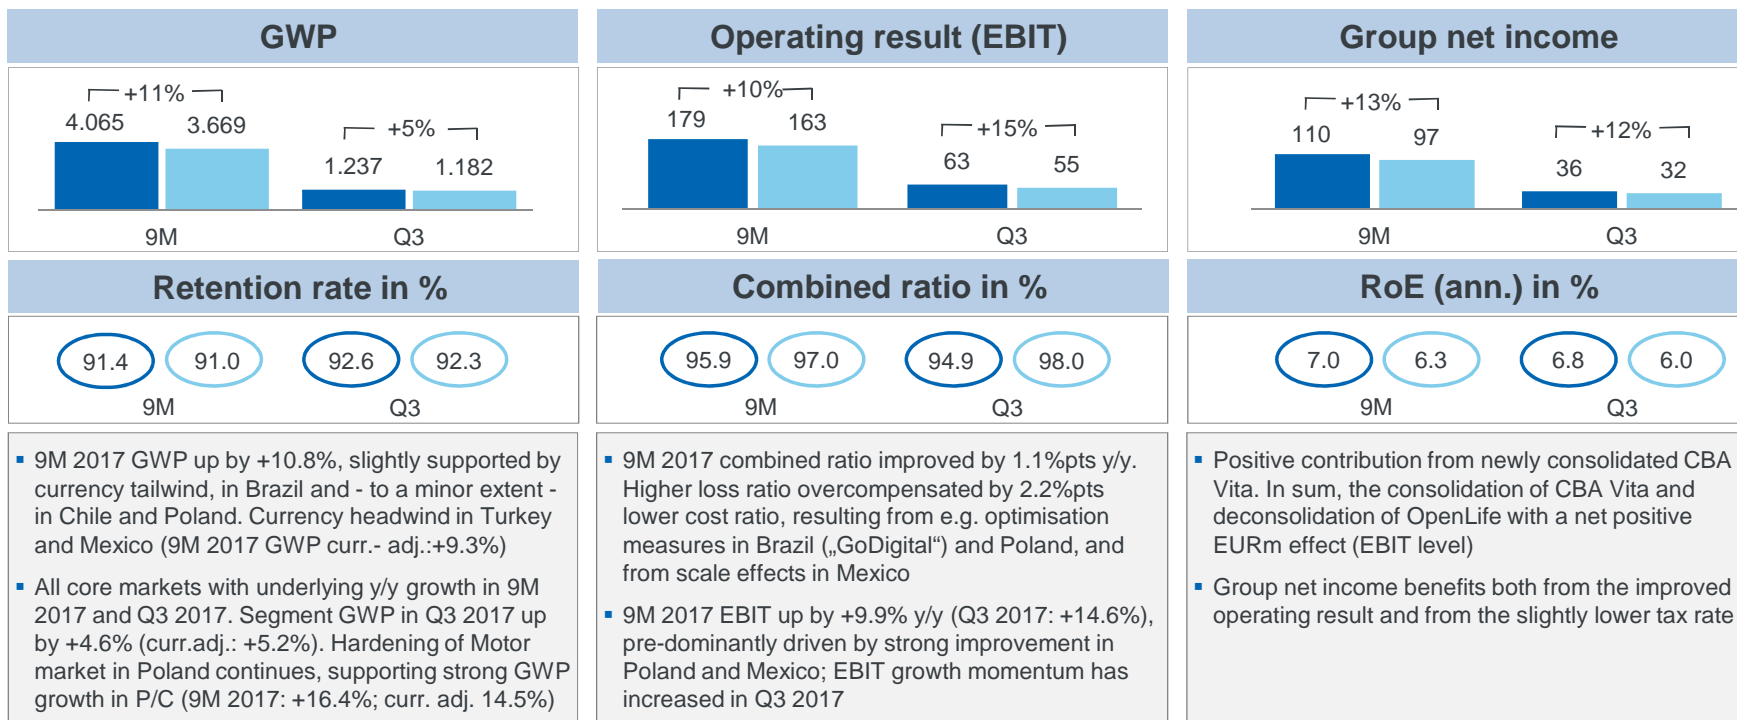 GWP
+11%
4.065
3.669
+5%
1.237
1.182
9M
Q3
Operating result (EBIT)
+10%
179
163
+15%
63
55
9M
Q3
Group net income
+13%
110
97
+12%
36
32
9M
Q3
Retention rate in %
91.4
91.0
92.6
92.3
9M
Q3
Combined ratio in %
95.9
97.0
94.9
98.0
9M
Q3
RoE (ann.) in %
7.0
6.3
6.8
6.0
9M
Q3
▪ 9M 2017 GWP up by +10.8%, slightly supported by
currency tailwind, in Brazil and - to a minor extent -
in Chile and Poland. Currency headwind in Turkey
and Mexico (9M 2017 GWP curr.- adj.:+9.3%)
▪ All core markets with underlying y/y growth in 9M
2017 and Q3 2017. Segment GWP in Q3 2017 up
by +4.6% (curr.adj.: +5.2%). Hardening of Motor
market in Poland continues, supporting strong GWP
growth in P/C (9M 2017: +16.4%; curr. adj. 14.5%)
▪ 9M 2017 combined ratio improved by 1.1%pts y/y.
Higher loss ratio overcompensated by 2.2%pts
lower cost ratio, resulting from e.g. optimisation
measures in Brazil („GoDigital“) and Poland, and
from scale effects in Mexico
▪ 9M 2017 EBIT up by +9.9% y/y (Q3 2017: +14.6%),
pre-dominantly driven by strong improvement in
Poland and Mexico; EBIT growth momentum has
increased in Q3 2017
▪ Positive contribution from newly consolidated CBA
Vita. In sum, the consolidation of CBA Vita and
deconsolidation of OpenLife with a net positive
EURm effect (EBIT level)
▪ Group net income benefits both from the improved
operating result and from the slightly lower tax rate